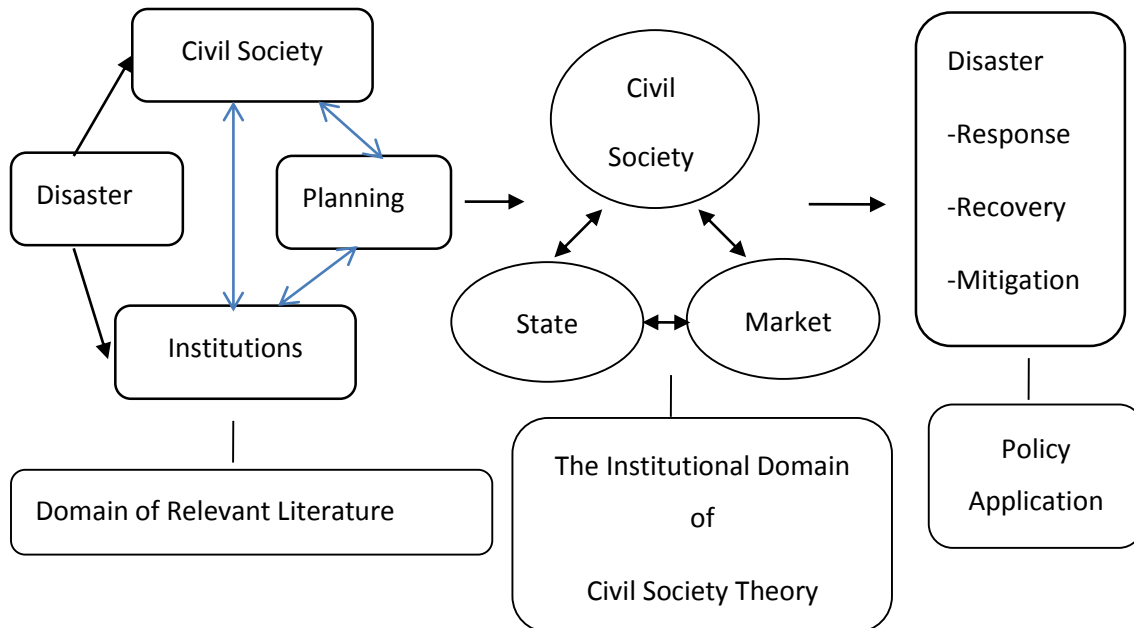 Civil Society
Disaster
Planning
Institutions
Domain of Relevant Literature
Civil
Society
State
Market
The Institutional Domain
of
Civil Society Theory
Disaster
-Response
-Recovery
-Mitigation
Policy
Application